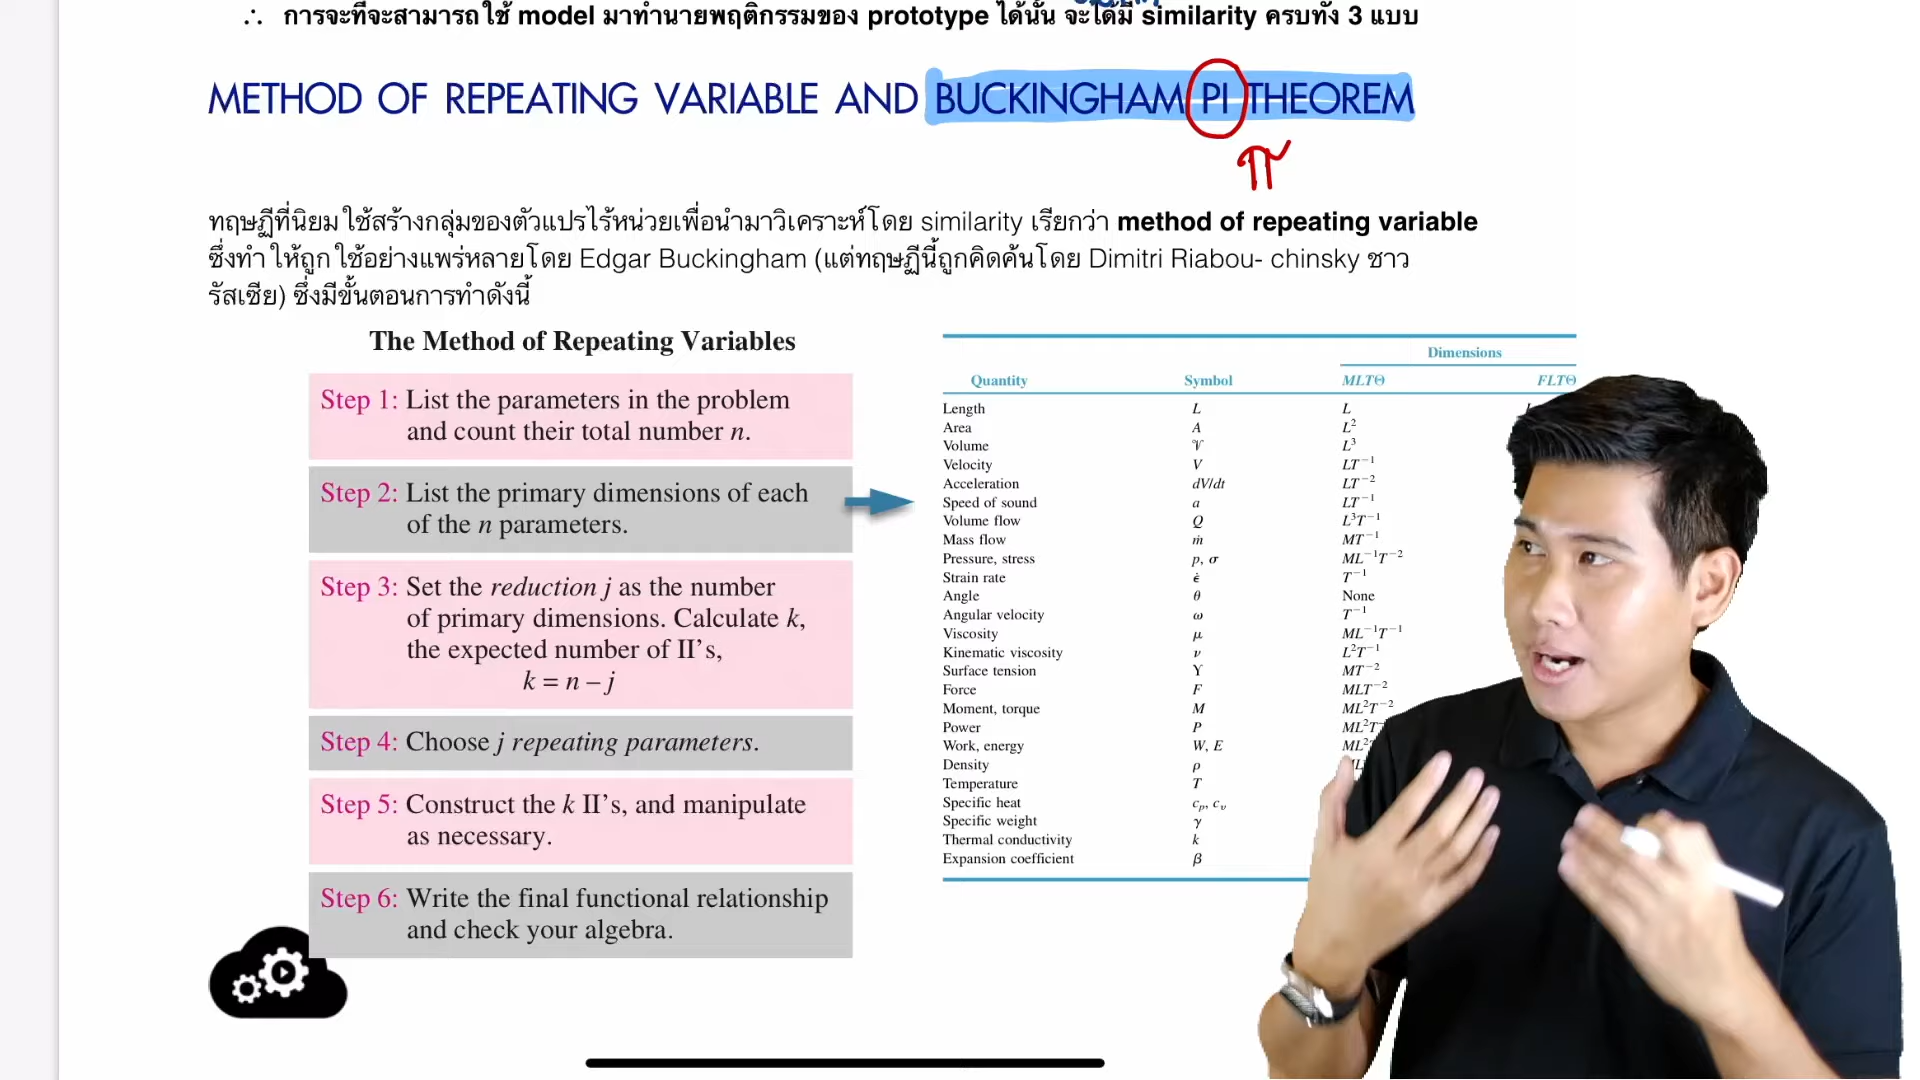 ∴ การจะที่จะสามารถใช้ model มาทำนายพฤติกรรมของ prototype ได้นั้น จะได้มี similarity ครบทั้ง 3 แบบ
METHOD OF REPEATING VARIABLE AND BUCKINGHAM PI THEOREM
π
ทฤษฎีที่นิยมใช้สร้างกลุ่มของตัวแปรไร้หน่วยเพื่อนำมาวิเคราะห์โดย similarity เรียกว่า method of repeating variable
ซึ่งทำให้ถูกใช้อย่างแพร่หลายโดย Edgar Buckingham (แต่ทฤษฎีนี้ถูกคิดค้นโดย Dimitri Riabou- chinsky ชาว
รัสเซีย) ซึ่งมีขั้นตอนการทำดังนี้
The Method of Repeating Variables
Step 1: List the parameters in the problem
and count their total number n.
Step 2: List the primary dimensions of each
of the n parameters.
Step 3: Set the reduction j as the number
of primary dimensions. Calculate k,
the expected number of II's,
k = n – j
Step 4: Choose j repeating parameters.
Step 5: Construct the k II's, and manipulate
as necessary.
Step 6: Write the final functional relationship
and check your algebra.
Dimensions
Quantity Symbol MLTΘ FLTΘ
Length L L
Area A L²
Volume 𝒱 L³
Velocity V LT⁻¹
Acceleration dV/dt LT⁻²
Speed of sound a LT⁻¹
Volume flow Q L³T⁻¹
Mass flow ṁ MT⁻¹
Pressure, stress p, σ ML⁻¹T⁻²
Strain rate ε̇ T⁻¹
Angle θ None
Angular velocity ω T⁻¹
Viscosity μ ML⁻¹T⁻¹
Kinematic viscosity ν L²T⁻¹
Surface tension Υ MT⁻²
Force F MLT⁻²
Moment, torque M ML²T⁻²
Power P ML²T
Work, energy W, E ML²
Density ρ
Temperature T
Specific heat cₚ, cᵥ
Specific weight γ
Thermal conductivity k
Expansion coefficient β